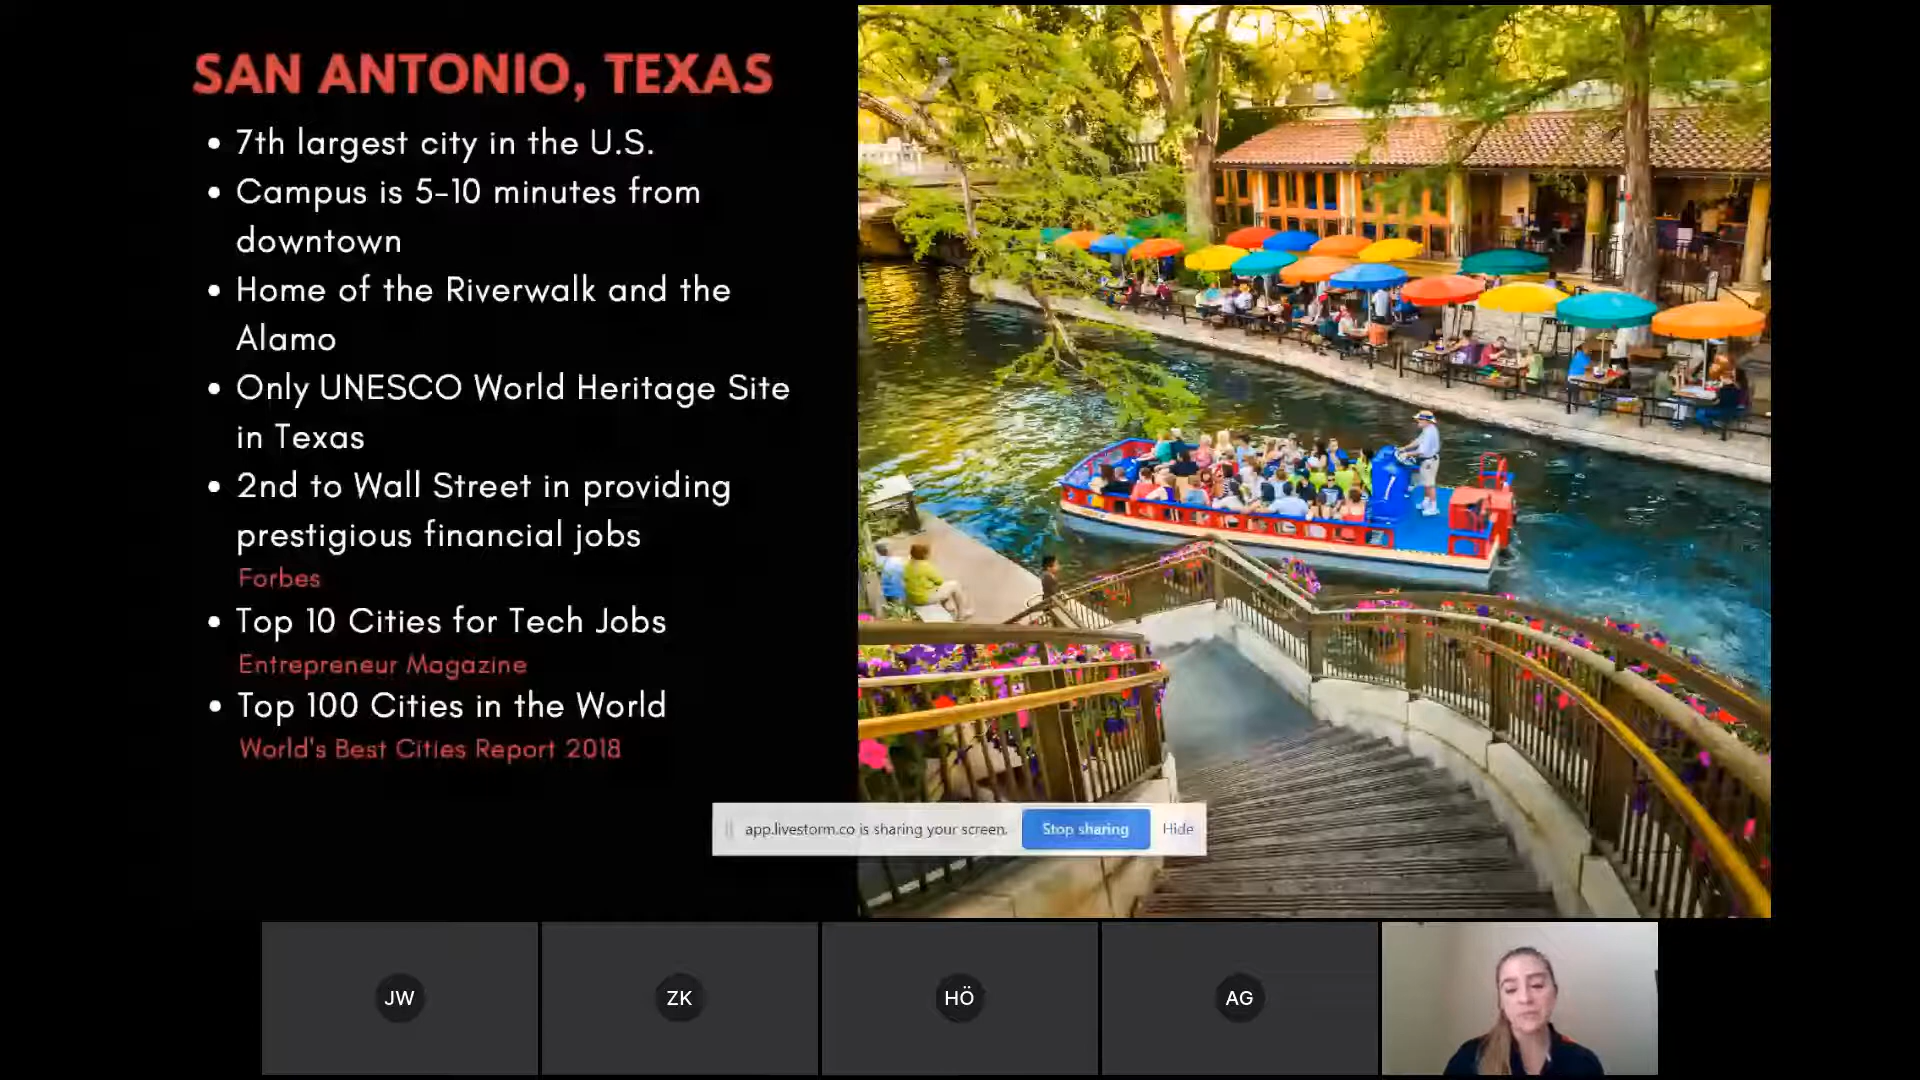 SAN ANTONIO, TEXAS
• 7th largest city in the U.S.
• Campus is 5-10 minutes from
downtown
• Home of the Riverwalk and the
Alamo
• Only UNESCO World Heritage Site
in Texas
• 2nd to Wall Street in providing
prestigious financial jobs
Forbes
• Top 10 Cities for Tech Jobs
Entrepreneur Magazine
• Top 100 Cities in the World
World's Best Cities Report 2018
app.livestorm.co is sharing your screen.
Stop sharing
Hide
JW
ZK
HÖ
AG